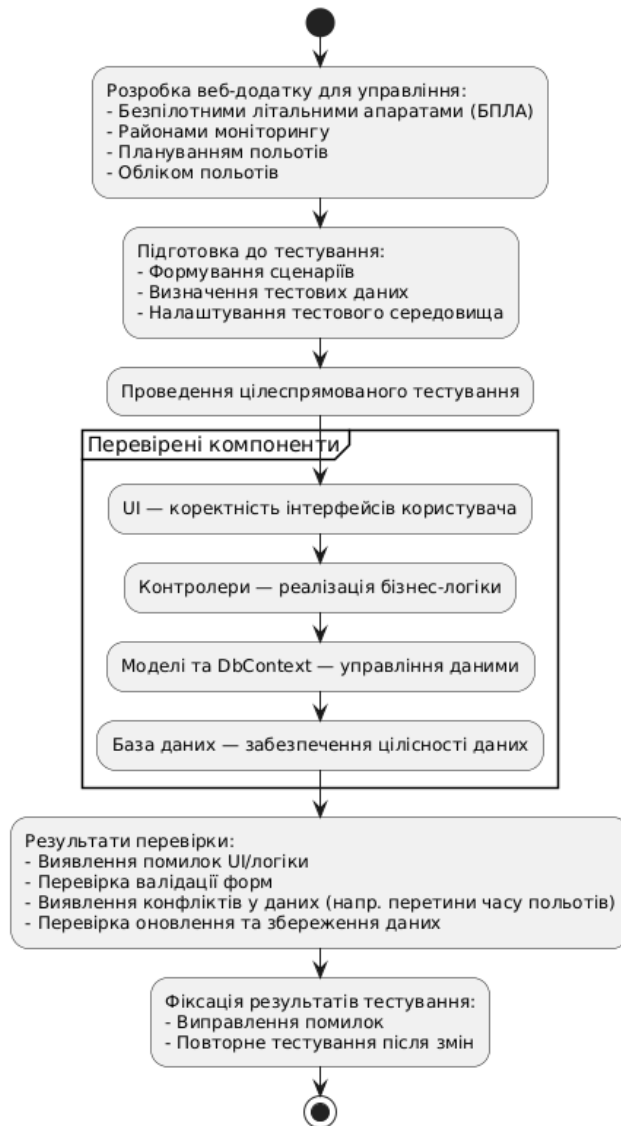 Розробка веб-додатку для управління:
- Безпілотними літальними апаратами (БПЛА)
- Районами моніторингу
- Плануванням польотів
- Обліком польотів
Підготовка до тестування:
- Формування сценаріїв
- Визначення тестових даних
- Налаштування тестового середовища
Проведення цілеспрямованого тестування
Перевірені компоненти
UI — коректність інтерфейсів користувача
Контролери — реалізація бізнес-логіки
Моделі та DbContext — управління даними
База даних — забезпечення цілісності даних
Результати перевірки:
- Виявлення помилок UI/логіки
- Перевірка валідації форм
- Виявлення конфліктів у даних (напр. перетини часу польотів)
- Перевірка оновлення та збереження даних
Фіксація результатів тестування:
- Виправлення помилок
- Повторне тестування після змін